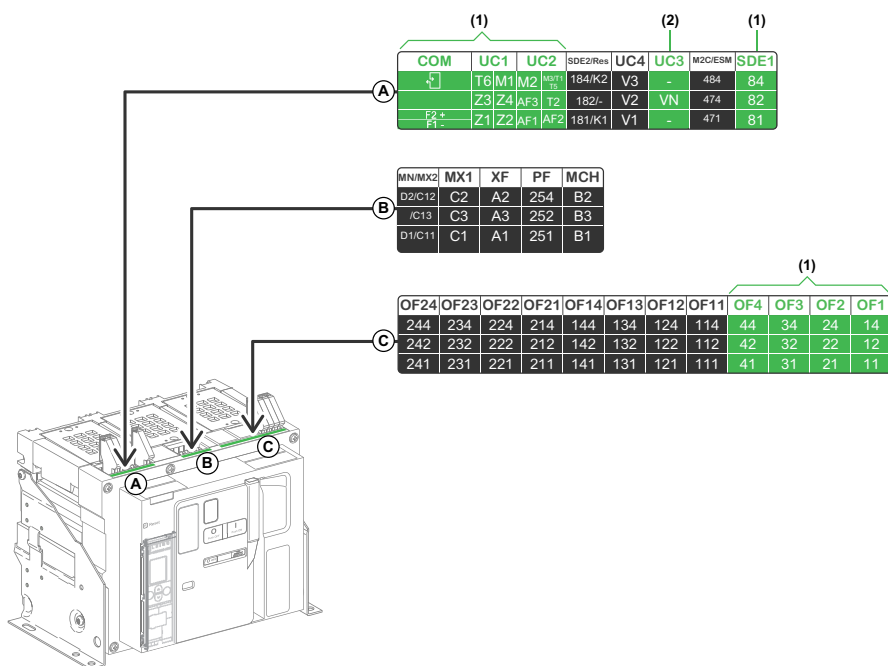 (1) (2) (1)
COM UC1 UC2 SDE2/Res UC4 UC3 M2C/ESM SDE1
T6 M1 M2 M3/T1 T5 184/K2 V3 - 484 84
A
Z3 Z4 AF3 T2 182/- V2 VN 474 82
F2 + F1 - Z1 Z2 AF1 AF2 181/K1 V1 - 471 81
MN/MX2 MX1 XF PF MCH
D2/C12 C2 A2 254 B2
B
/C13 C3 A3 252 B3
D1/C11 C1 A1 251 B1
(1)
OF24 OF23 OF22 OF21 OF14 OF13 OF12 OF11 OF4 OF3 OF2 OF1
244 234 224 214 144 134 124 114 44 34 24 14
C
242 232 222 212 142 132 122 112 42 32 22 12
241 231 221 211 141 131 121 111 41 31 21 11
C
B
A